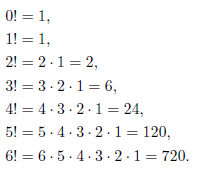 0! = 1,
1! = 1,
2! = 2 · 1 = 2,
3! = 3 · 2 · 1 = 6,
4! = 4 · 3 · 2 · 1 = 24,
5! = 5 · 4 · 3 · 2 · 1 = 120,
6! = 6 · 5 · 4 · 3 · 2 · 1 = 720.